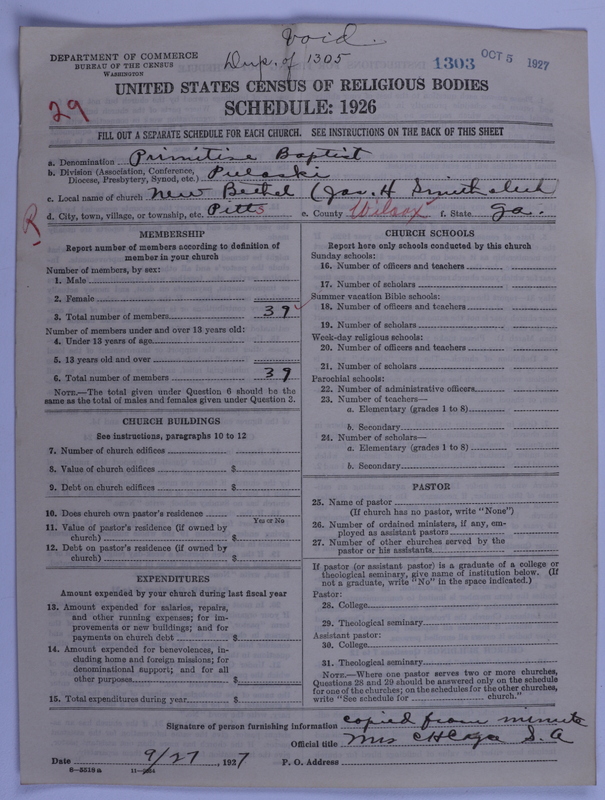 Void.
Dup. of 1305
DEPARTMENT OF COMMERCE
BUREAU OF THE CENSUS
WASHINGTON
1303 OCT 5 1927
UNITED STATES CENSUS OF RELIGIOUS BODIES
SCHEDULE: 1926
29
FILL OUT A SEPARATE SCHEDULE FOR EACH CHURCH. SEE INSTRUCTIONS ON THE BACK OF THIS SHEET
a. Denomination Primitive Baptist
b. Division (Association, Conference, Diocese, Presbytery, Synod, etc.) Pulaski
c. Local name of church New Bethel (Jas. H
d. City, town, village, or township, etc. Pitts e. County Wilcox f. State Ga.
R
MEMBERSHIP
Report number of members according to definition of
member in your church
Number of members, by sex:
1. Male
2. Female
3. Total number of members 39
Number of members under and over 13 years old:
4. Under 13 years of age
5. 13 years old and over
6. Total number of members 39
NOTE.—The total given under Question 6 should be the
same as the total of males and females given under Question 3.
CHURCH BUILDINGS
See instructions, paragraphs 10 to 12
7. Number of church edifices
8. Value of church edifices $
9. Debt on church edifices $
10. Does church own pastor's residence
Yes or No
11. Value of pastor's residence (if owned by
church) $
12. Debt on pastor's residence (if owned by
church) $
EXPENDITURES
Amount expended by your church during last fiscal year
13. Amount expended for salaries, repairs,
and other running expenses; for im-
provements or new buildings; and for
payments on church debt $
14. Amount expended for benevolences, in-
cluding home and foreign missions; for
denominational support; and for all
other purposes $
15. Total expenditures during year $
CHURCH SCHOOLS
Report here only schools conducted by this church
Sunday schools:
16. Number of officers and teachers
17. Number of scholars
Summer vacation Bible schools:
18. Number of officers and teachers
19. Number of scholars
Week-day religious schools:
20. Number of officers and teachers
21. Number of scholars
Parochial schools:
22. Number of administrative officers
23. Number of teachers—
a. Elementary (grades 1 to 8)
b. Secondary
24. Number of scholars—
a. Elementary (grades 1 to 8)
b. Secondary
PASTOR
25. Name of pastor
(If church has no pastor, write "None")
26. Number of ordained ministers, if any, em-
ployed as assistant pastors
27. Number of other churches served by the
pastor or his assistants
If pastor (or assistant pastor) is a graduate of a college or
theological seminary, give name of institution below. (If
not a graduate, write "No" in the space indicated.)
Pastor:
28. College
29. Theological seminary
Assistant pastor:
30. College
31. Theological seminary
NOTE.—Where one pastor serves two or more churches,
Questions 28 and 29 should be answered only on the schedule
for one of the churches; on the schedules for the other churches,
write "See schedule for church."
Signature of person furnishing information copied from minute
Official title Mrs S. A
Date 9/27, 1927 P. O. Address
8-5518a